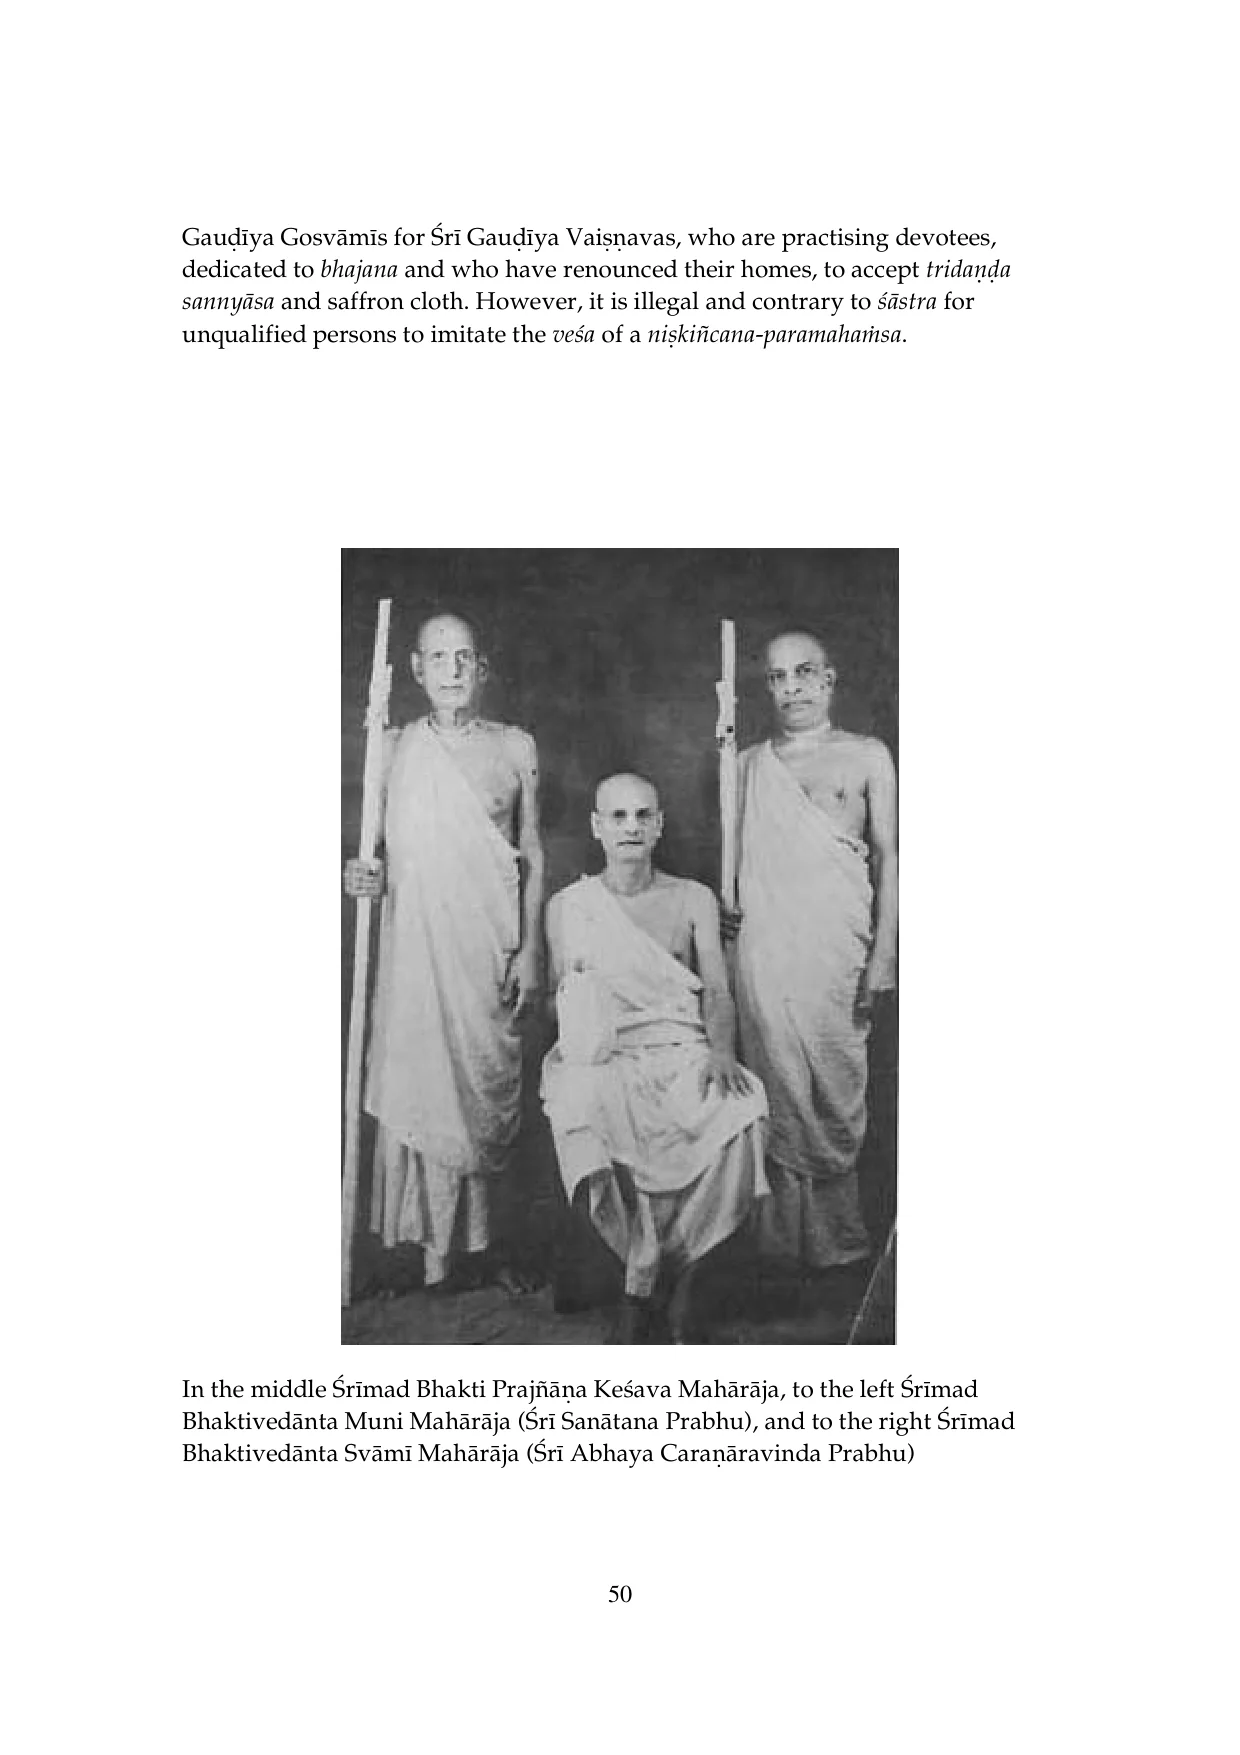 Gauḍīya Gosvāmīs for Śrī Gauḍīya Vaiṣṇavas, who are practising devotees,
dedicated to bhajana and who have renounced their homes, to accept tridaṇḍa
sannyāsa and saffron cloth. However, it is illegal and contrary to śāstra for
unqualified persons to imitate the veśa of a niṣkiñcana-paramahaṁsa.
In the middle Śrīmad Bhakti Prajñāṇa Keśava Mahārāja, to the left Śrīmad
Bhaktivedānta Muni Mahārāja (Śrī Sanātana Prabhu), and to the right Śrīmad
Bhaktivedānta Svāmī Mahārāja (Śrī Abhaya Caraṇāravinda Prabhu)
50